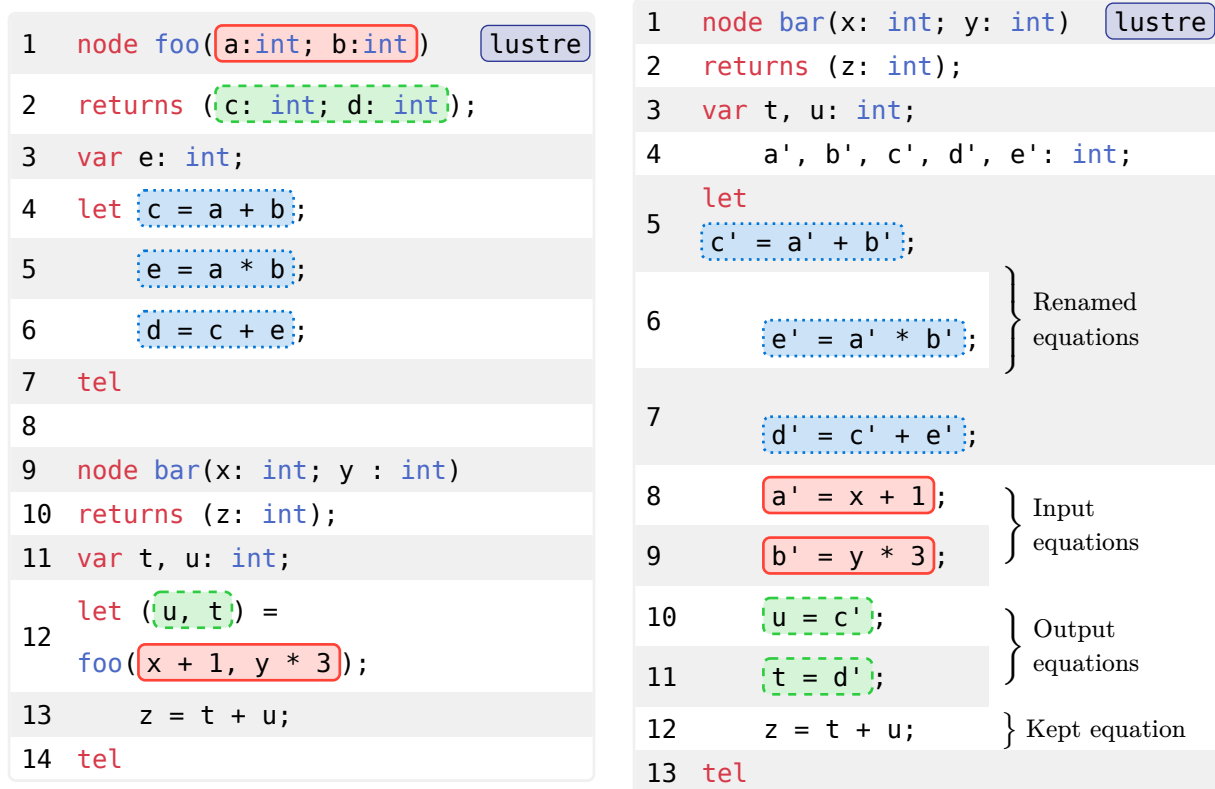 1 node foo(a:int; b:int) lustre
2 returns (c: int; d: int);
3 var e: int;
4 let c = a + b;
5 e = a * b;
6 d = c + e;
7 tel
8
9 node bar(x: int; y : int)
10 returns (z: int);
11 var t, u: int;
12 let (u, t) =
foo(x + 1, y * 3);
13 z = t + u;
14 tel
1 node bar(x: int; y: int) lustre
2 returns (z: int);
3 var t, u: int;
4 a', b', c', d', e': int;
5 let
c' = a' + b';
6 e' = a' * b';
7 d' = c' + e';
Renamed
equations
8 a' = x + 1;
9 b' = y * 3;
Input
equations
10 u = c';
11 t = d';
Output
equations
12 z = t + u; } Kept equation
13 tel